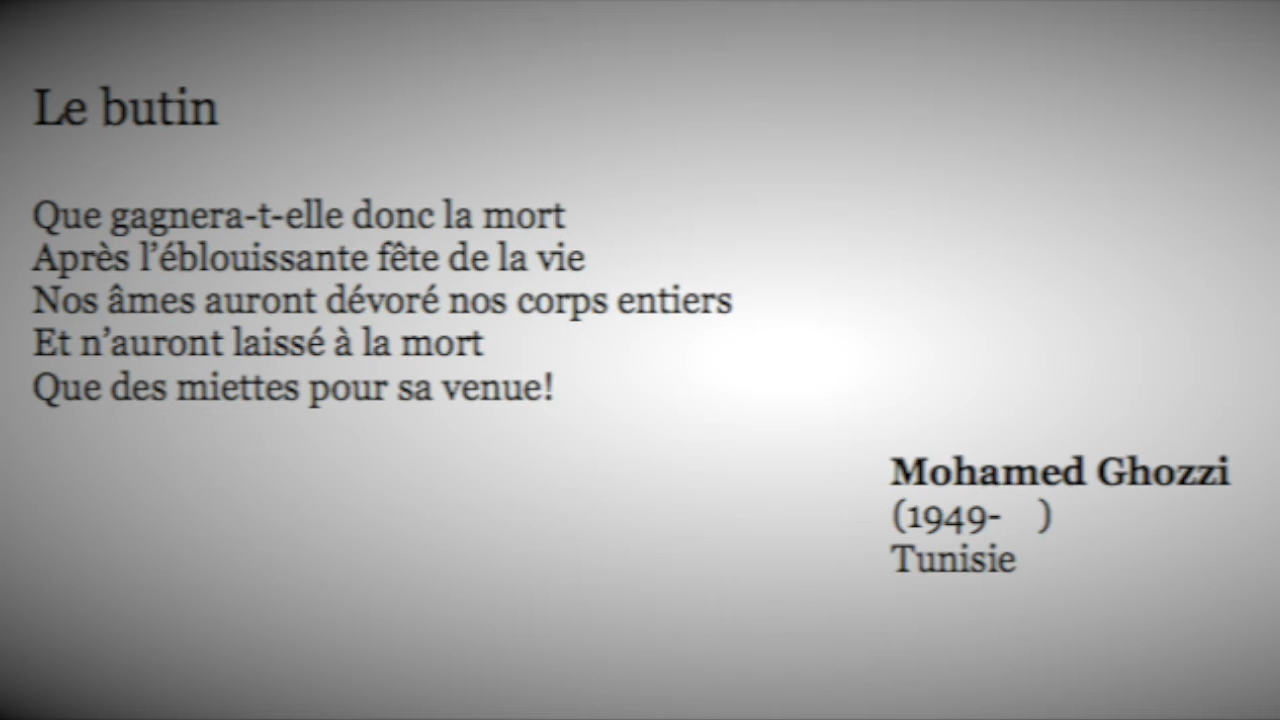 Le butin
Que gagnera-t-elle donc la mort
Après l’éblouissante fête de la vie
Nos âmes auront dévoré nos corps entiers
Et n’auront laissé à la mort
Que des miettes pour sa venue!
Mohamed Ghozzi
(1949-    )
Tunisie